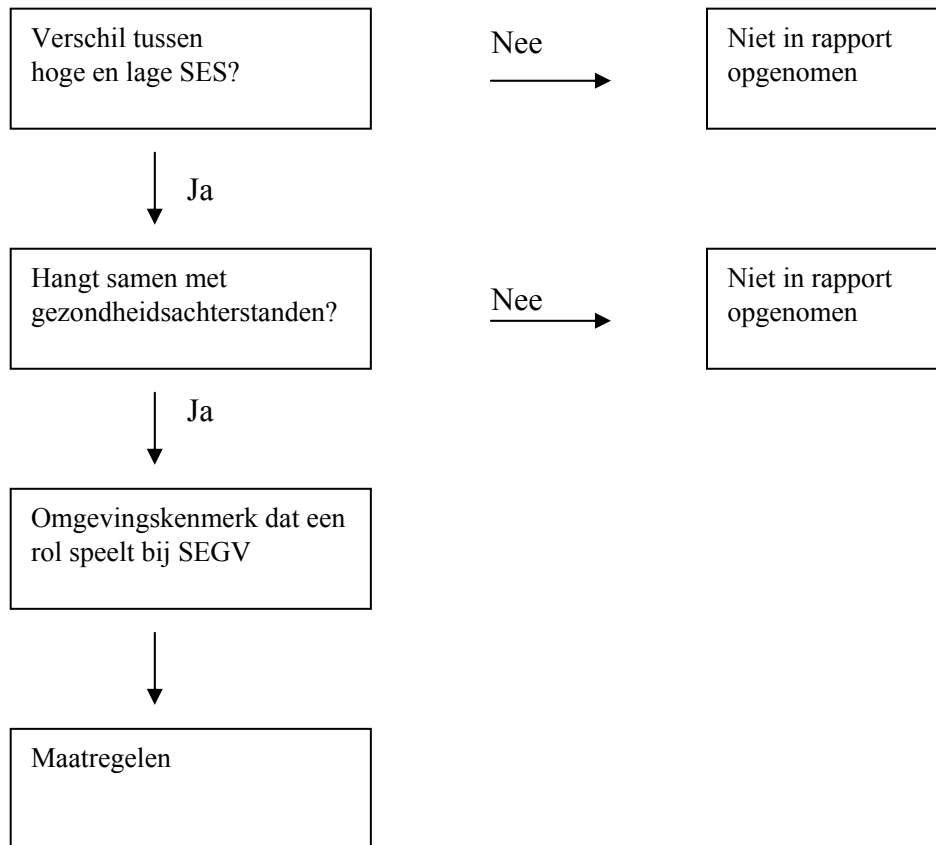 Verschil tussen
hoge en lage SES?
Nee
Niet in rapport
opgenomen
Ja
Hangt samen met
gezondheidsachterstanden?
Nee
Niet in rapport
opgenomen
Ja
Omgevingskenmerk dat een
rol speelt bij SEGV
Maatregelen